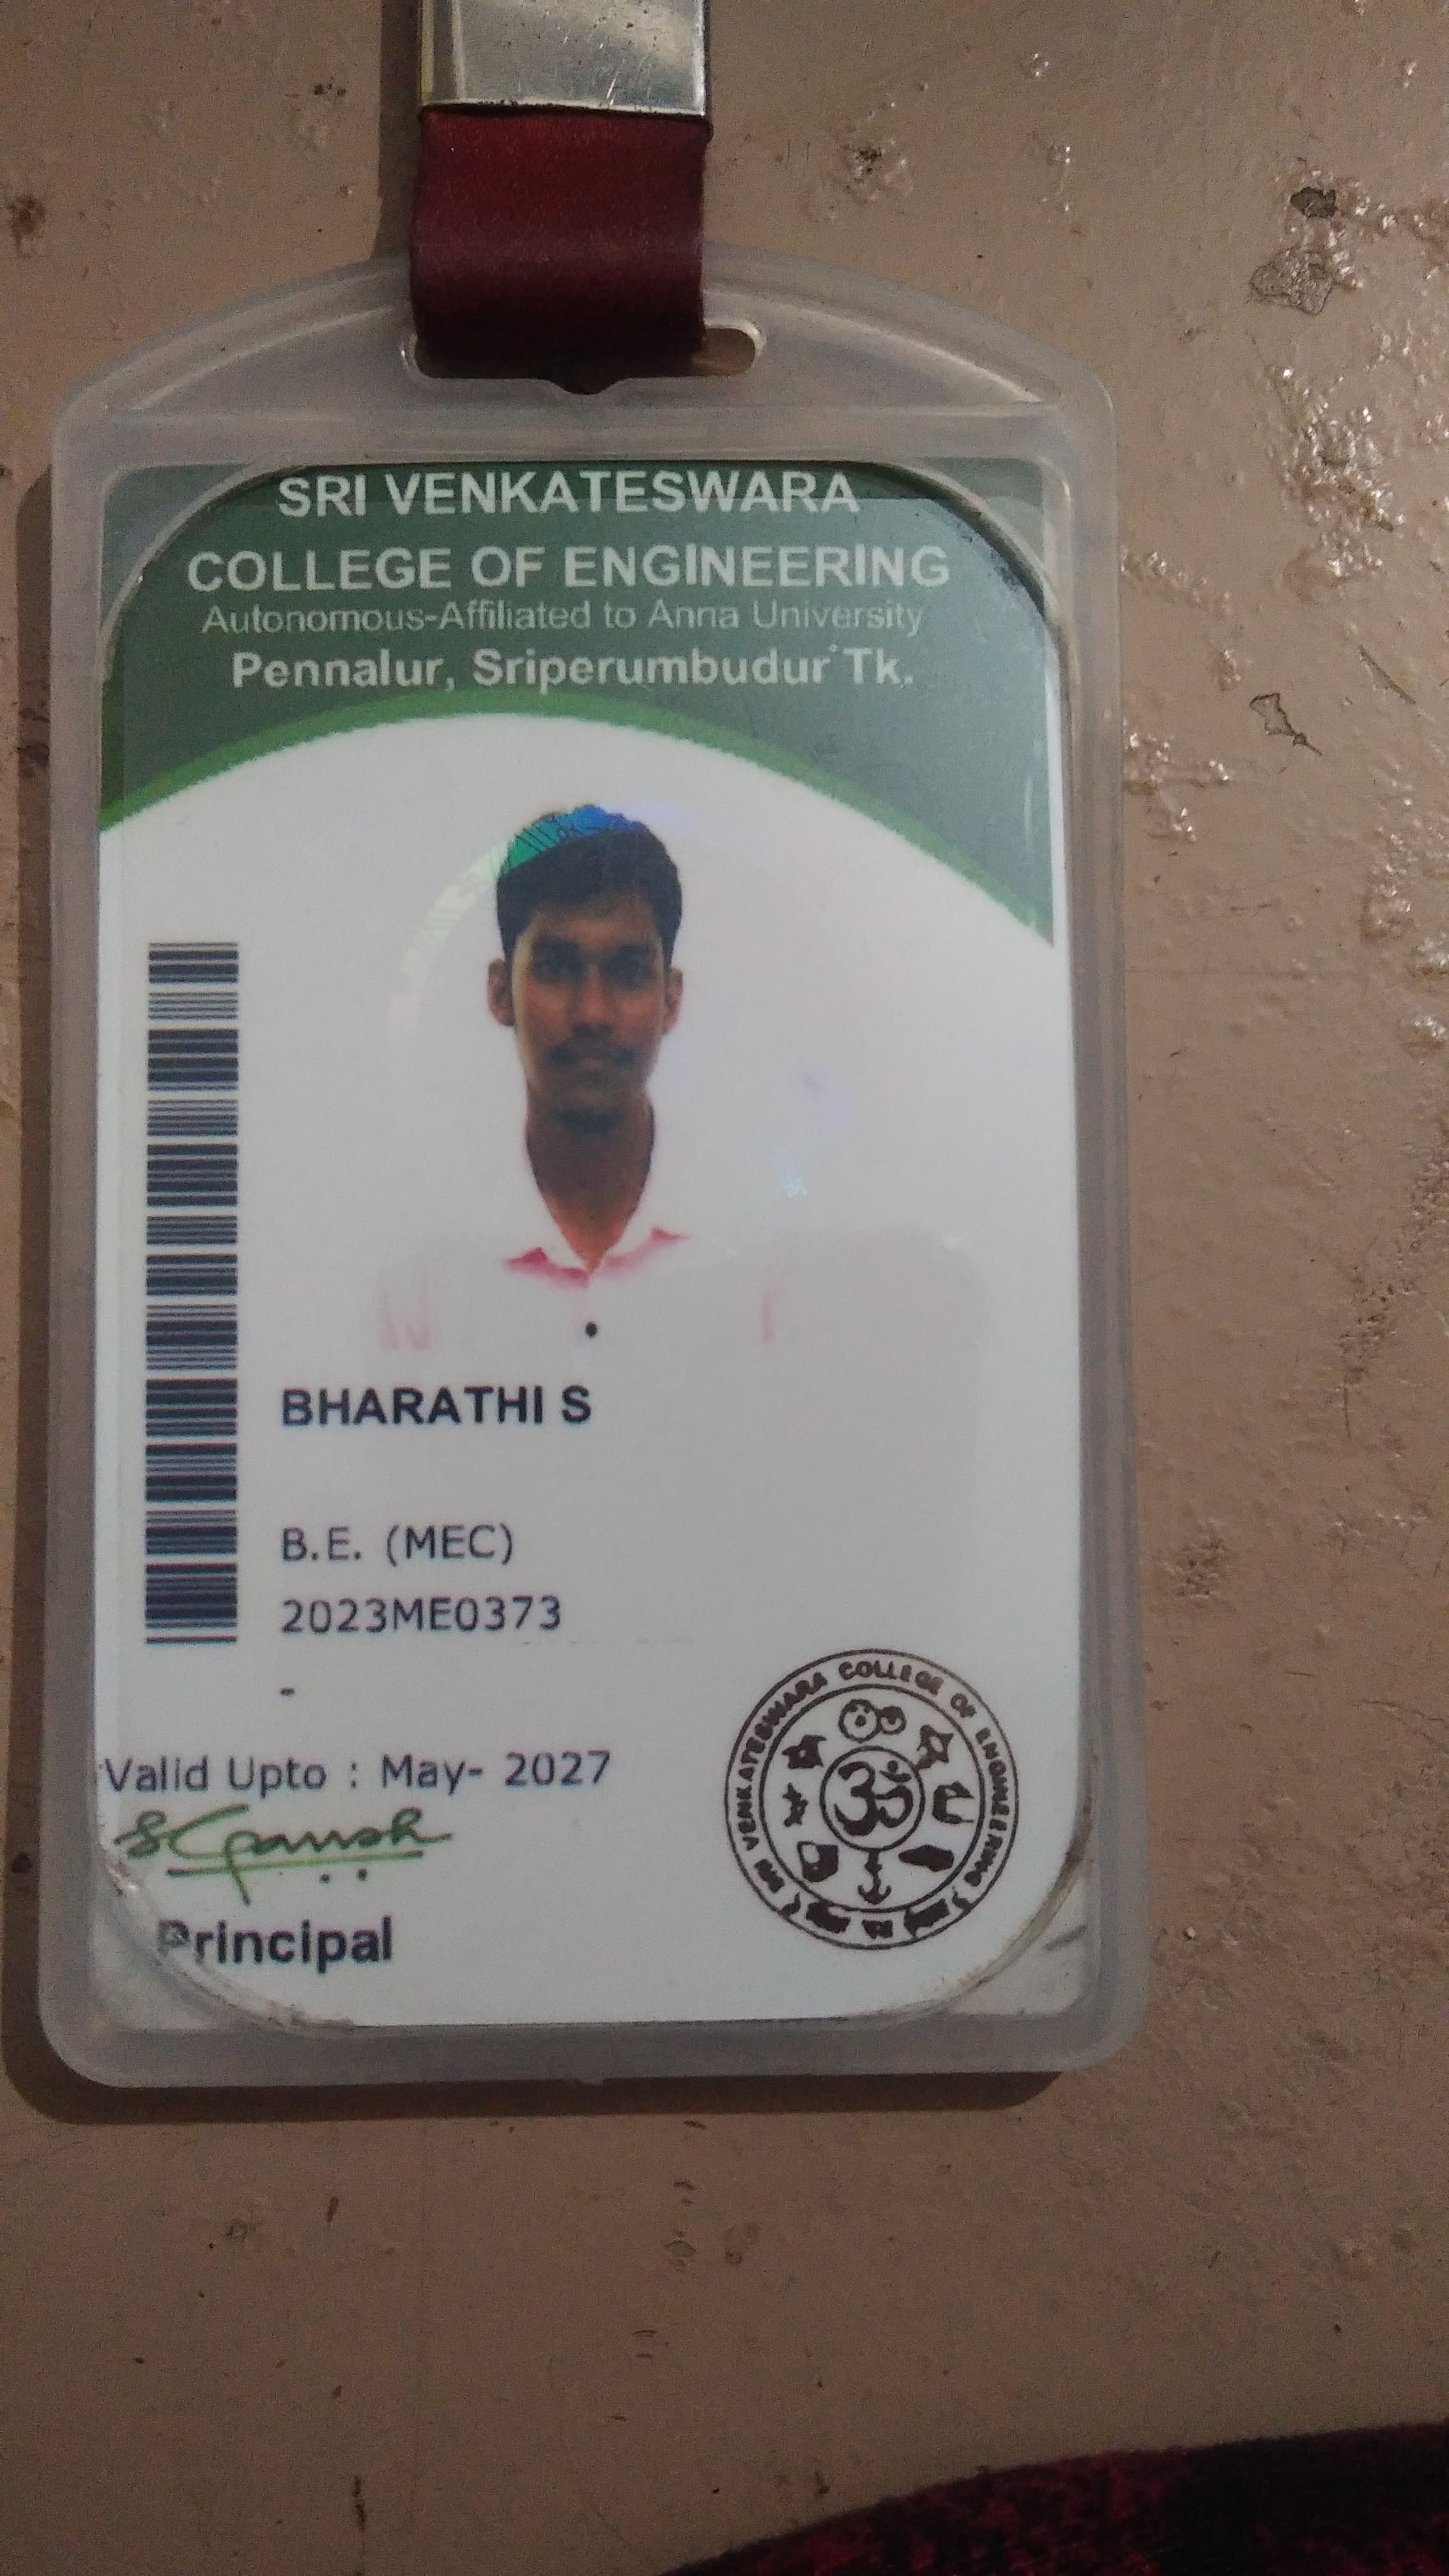 SRI VENKATESWARA
COLLEGE OF ENGINEERING
Autonomous-Affiliated to Anna University
Pennalur, Sriperumbudur Tk.
BHARATHI S
B.E. (MEC)
2023ME0373
-
Valid Upto : May- 2027
Principal
SRI VENKATESWARA COLLEGE OF ENGINEERING
ॐ